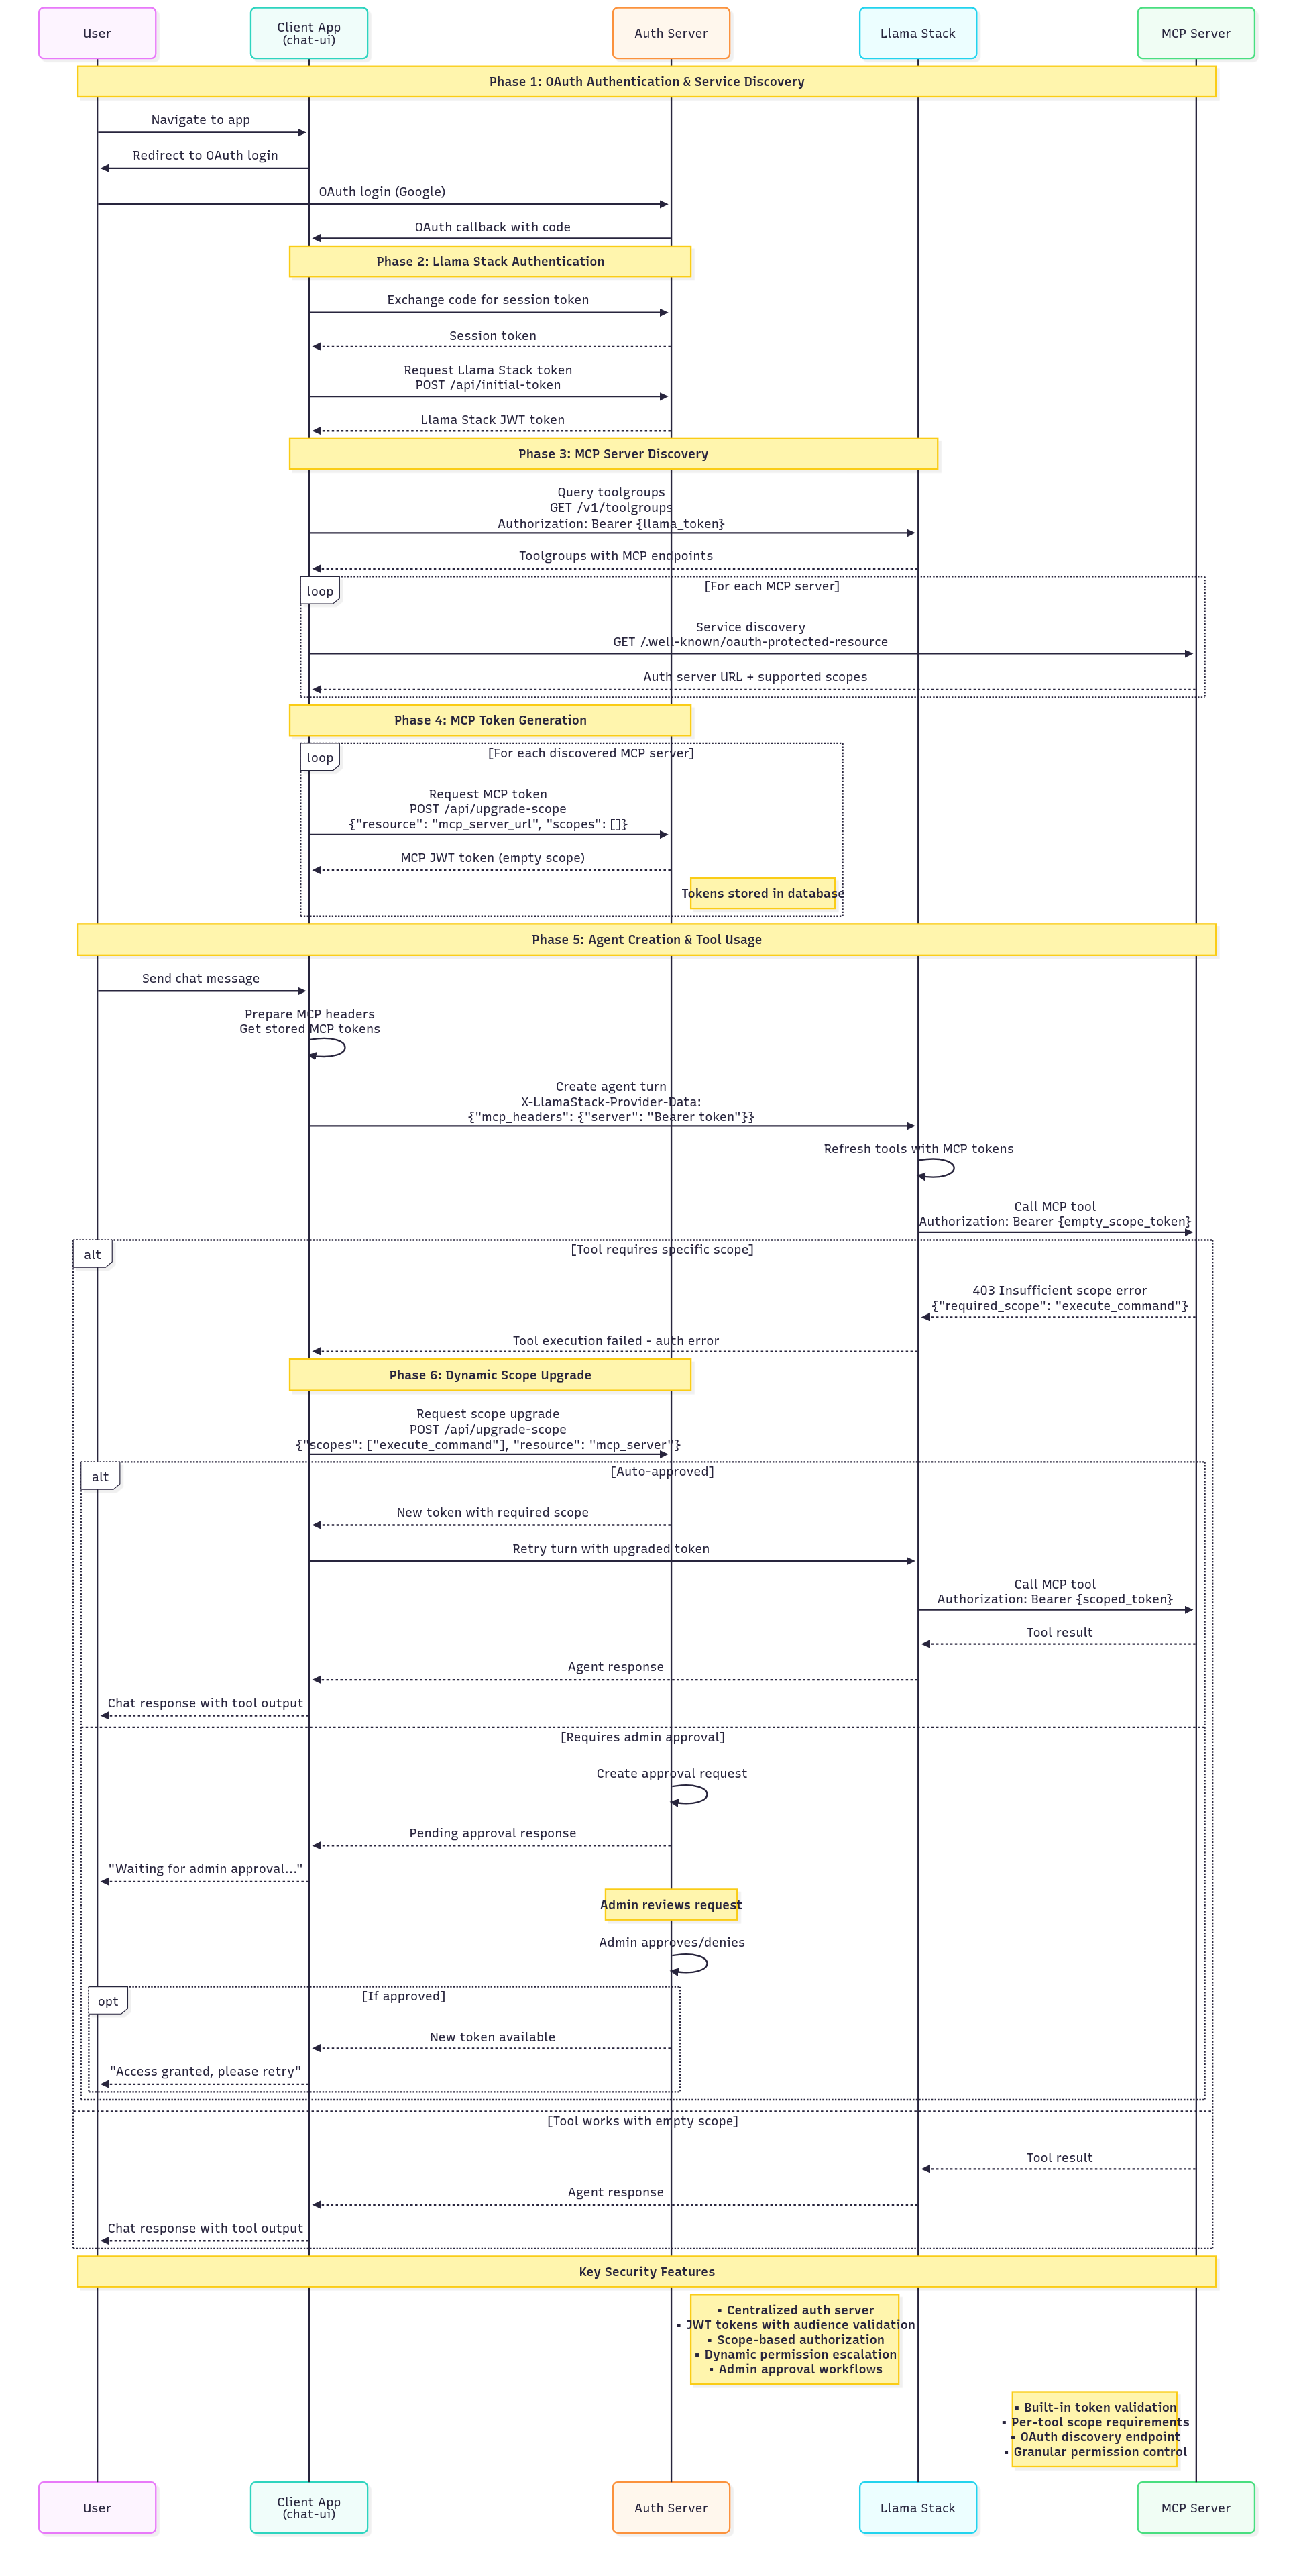 User
Client App
(chat-ui)
Auth Server
Llama Stack
MCP Server
Phase 1: OAuth Authentication & Service Discovery
Navigate to app
Redirect to OAuth login
OAuth login (Google)
OAuth callback with code
Phase 2: Llama Stack Authentication
Exchange code for session token
Session token
Request Llama Stack token
POST /api/initial-token
Llama Stack JWT token
Phase 3: MCP Server Discovery
Query toolgroups
GET /v1/toolgroups
Authorization: Bearer {llama_token}
Toolgroups with MCP endpoints
loop
[For each MCP server]
Service discovery
GET /.well-known/oauth-protected-resource
Auth server URL + supported scopes
Phase 4: MCP Token Generation
loop
[For each discovered MCP server]
Request MCP token
POST /api/upgrade-scope
{"resource": "mcp_server_url", "scopes": []}
MCP JWT token (empty scope)
Tokens stored in database
Phase 5: Agent Creation & Tool Usage
Send chat message
Prepare MCP headers
Get stored MCP tokens
Create agent turn
X-LlamaStack-Provider-Data:
{"mcp_headers": {"server": "Bearer token"}}
Refresh tools with MCP tokens
Call MCP tool
Authorization: Bearer {empty_scope_token}
alt
[Tool requires specific scope]
403 Insufficient scope error
{"required_scope": "execute_command"}
Tool execution failed - auth error
Phase 6: Dynamic Scope Upgrade
Request scope upgrade
POST /api/upgrade-scope
{"scopes": ["execute_command"], "resource": "mcp_server"}
alt
[Auto-approved]
New token with required scope
Retry turn with upgraded token
Call MCP tool
Authorization: Bearer {scoped_token}
Tool result
Agent response
Chat response with tool output
[Requires admin approval]
Create approval request
Pending approval response
"Waiting for admin approval..."
Admin reviews request
Admin approves/denies
opt
[If approved]
New token available
"Access granted, please retry"
[Tool works with empty scope]
Tool result
Agent response
Chat response with tool output
Key Security Features
▪ Centralized auth server
▪ JWT tokens with audience validation
▪ Scope-based authorization
▪ Dynamic permission escalation
▪ Admin approval workflows
▪ Built-in token validation
▪ Per-tool scope requirements
▪ OAuth discovery endpoint
▪ Granular permission control
User
Client App
(chat-ui)
Auth Server
Llama Stack
MCP Server